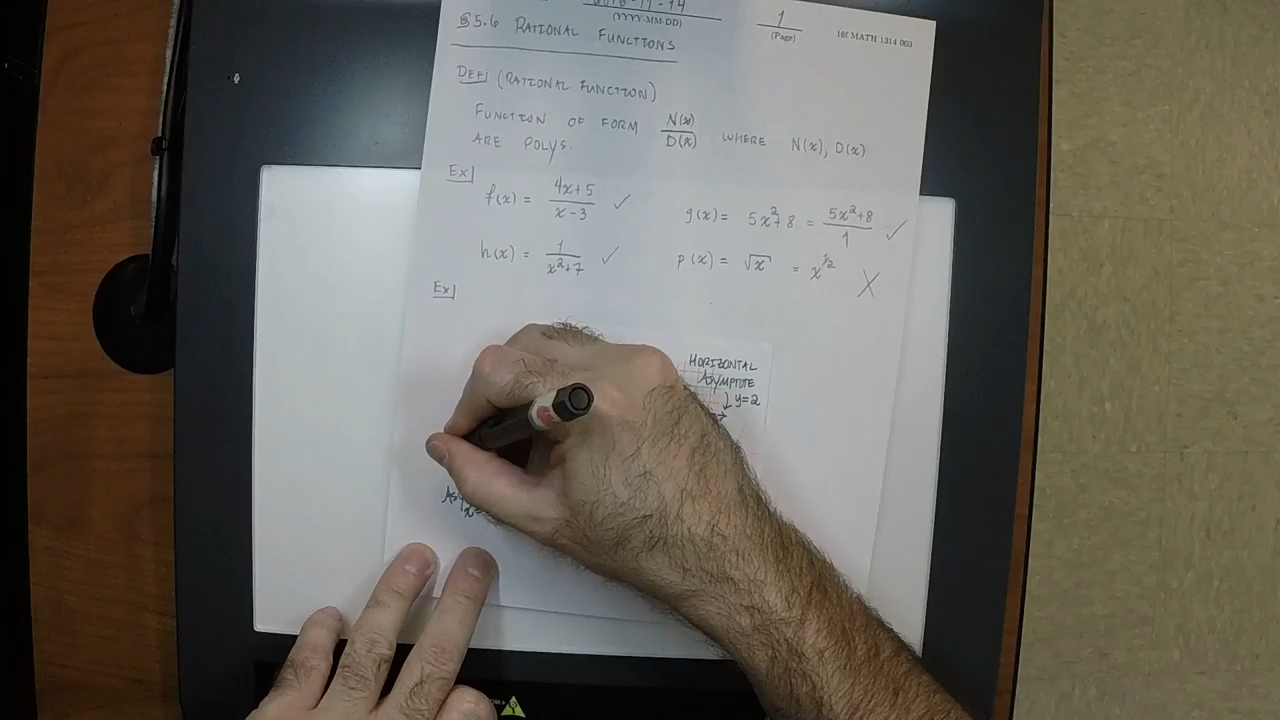 (YYYY-MM-DD)
1
(Page)
16f MATH 1314 003
§5.6 RATIONAL FUNCTIONS
DEF (RATIONAL FUNCTION)
FUNCTION OF FORM N(x)/D(x) WHERE N(x), D(x)
ARE POLYS.
Ex
f(x) = (4x+5)/(x-3) ✓ g(x) = 5x²+8 = (5x²+8)/1 ✓
h(x) = 1/(x²+7) ✓ p(x) = √x = x^(1/2) X
Ex
HORIZONTAL
ASYMPTOTE
↓ y=2
x=